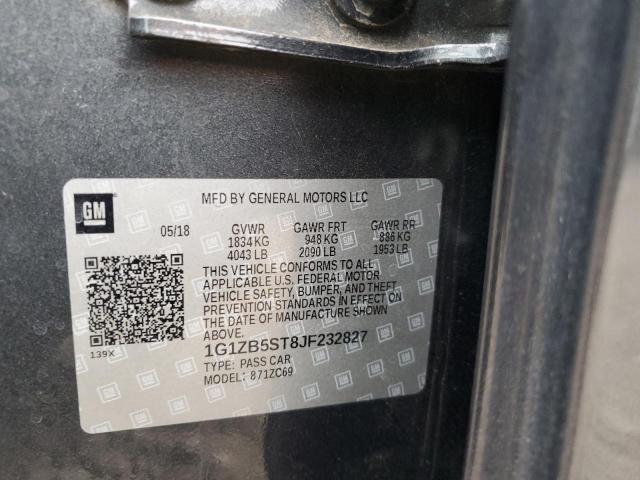 GM
MFD BY GENERAL MOTORS LLC
05/18 GVWR GAWR FRT GAWR RR
1834 KG 948 KG 886 KG
4043 LB 2090 LB 1953 LB
THIS VEHICLE CONFORMS TO ALL
APPLICABLE U.S. FEDERAL MOTOR
VEHICLE SAFETY, BUMPER, AND THEFT
PREVENTION STANDARDS IN EFFECT ON
THE DATE OF MANUFACTURE SHOWN
ABOVE.
139X
1G1ZB5ST8JF232827
TYPE: PASS CAR
MODEL: 871ZC69